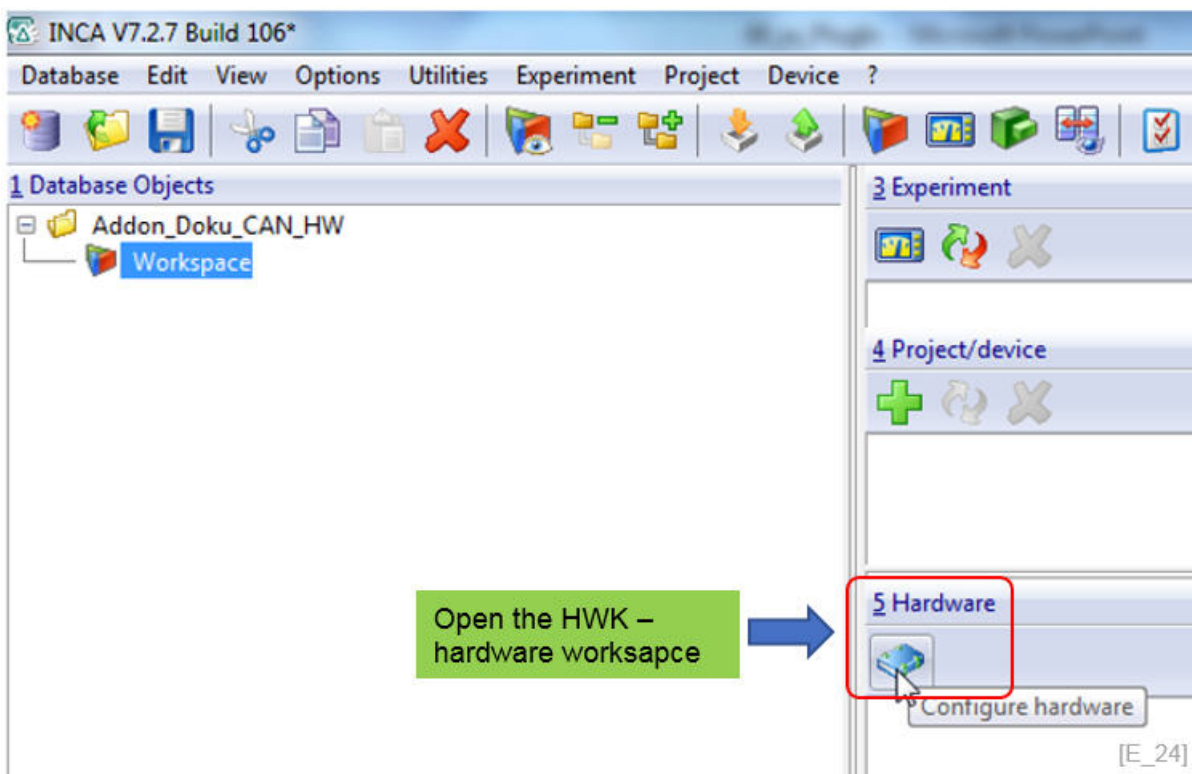 INCA V7.2.7 Build 106*
Database Edit View Options Utilities Experiment Project Device ?
1 Database Objects
3 Experiment
Addon_Doku_CAN_HW
Workspace
4 Project/device
5 Hardware
Open the HWK –
hardware worksapce
Configure hardware
[E_24]